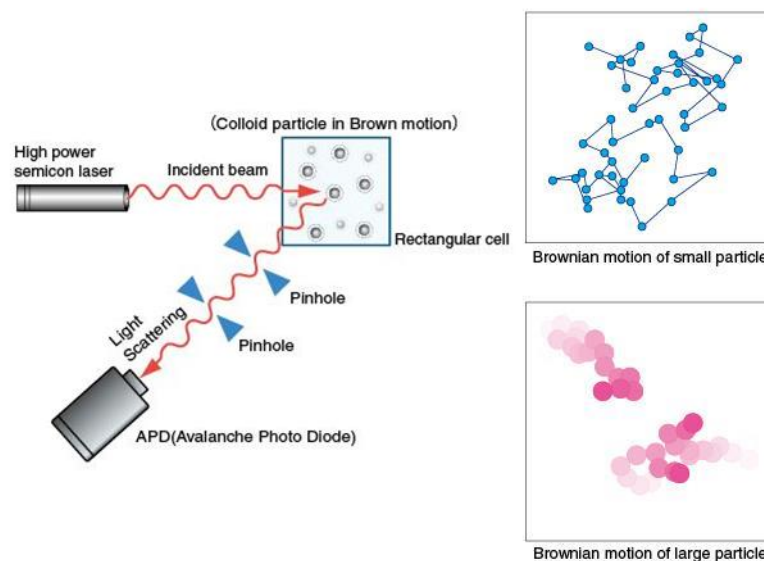 (Colloid particle in Brown motion)
High power
semicon laser
Incident beam
Rectangular cell
Pinhole
Pinhole
Light
Scattering
APD(Avalanche Photo Diode)
Brownian motion of small particle
Brownian motion of large particle